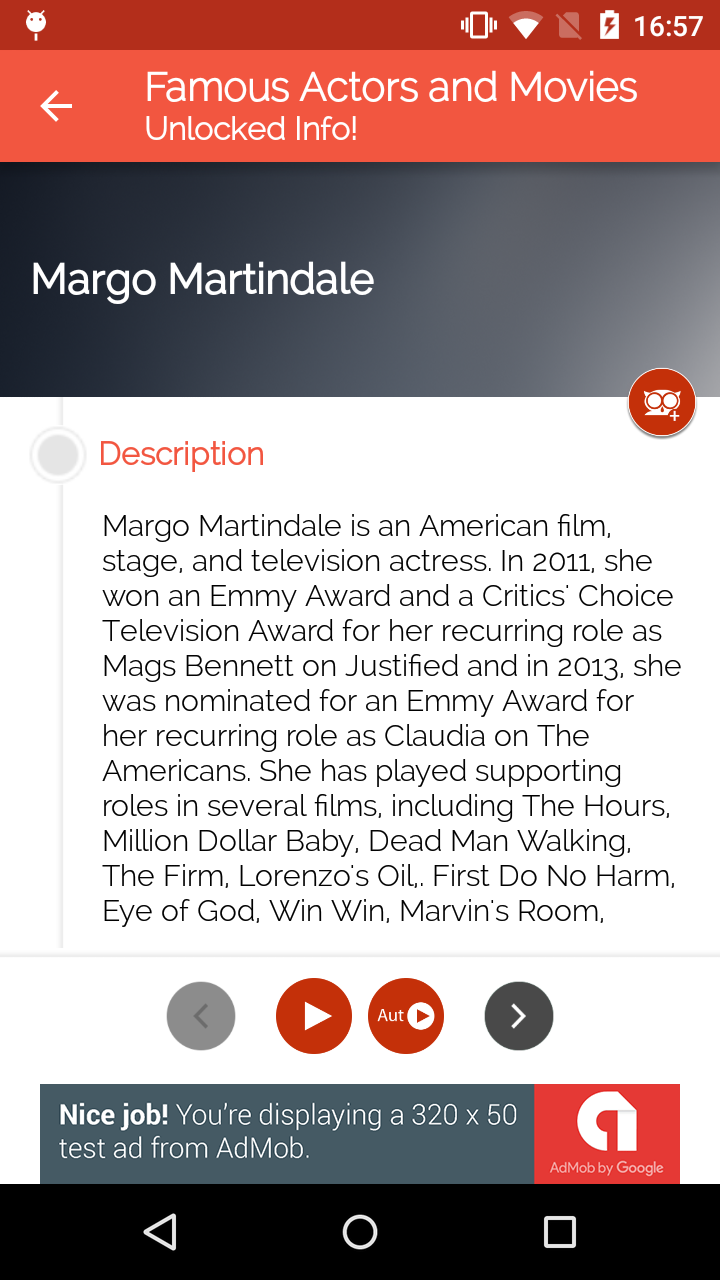 16:57
Famous Actors and Movies
Unlocked Info!
Margo Martindale
Description
Margo Martindale is an American film,
stage, and television actress. In 2011, she
won an Emmy Award and a Critics' Choice
Television Award for her recurring role as
Mags Bennett on Justified and in 2013, she
was nominated for an Emmy Award for
her recurring role as Claudia on The
Americans. She has played supporting
roles in several films, including The Hours,
Million Dollar Baby, Dead Man Walking,
The Firm, Lorenzo's Oil,. First Do No Harm,
Eye of God, Win Win, Marvin's Room,
Aut
Nice job! You're displaying a 320 x 50
test ad from AdMob.
AdMob by Google